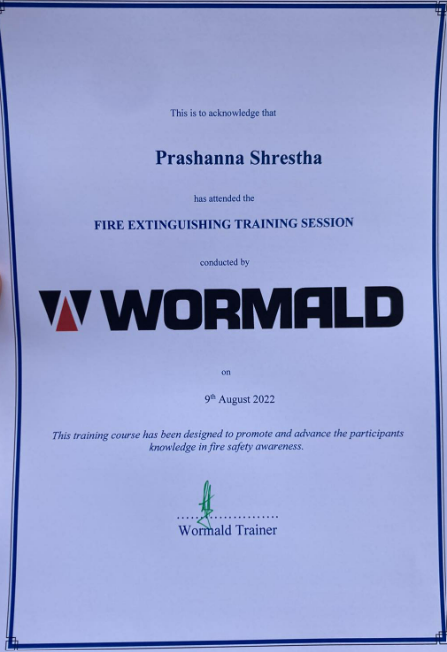 This is to acknowledge that
Prashanna Shrestha
has attended the
FIRE EXTINGUISHING TRAINING SESSION
conducted by
WORMALD
on
9th August 2022
This training course has been designed to promote and advance the participants
knowledge in fire safety awareness.
Wormald Trainer